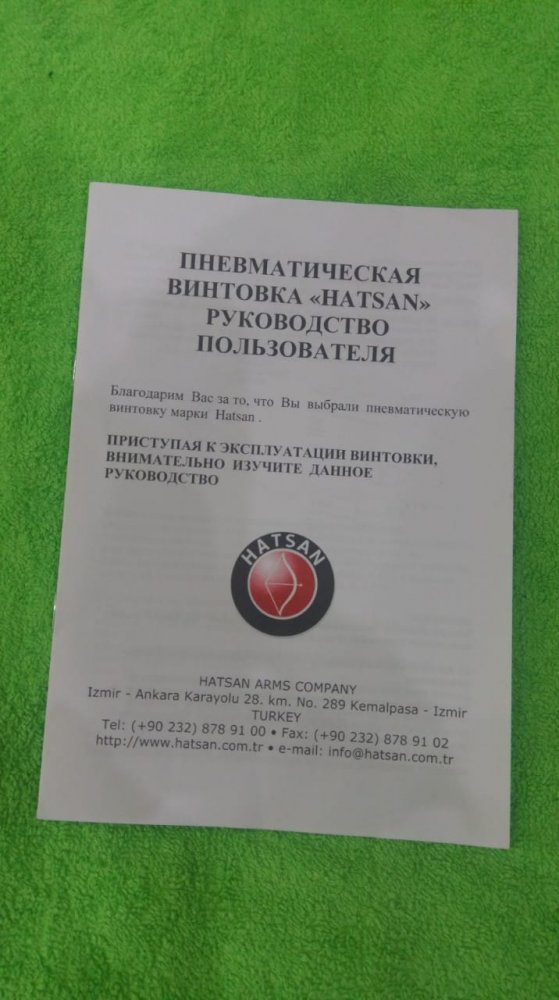 ПНЕВМАТИЧЕСКАЯ
ВИНТОВКА «HATSAN»
РУКОВОДСТВО
ПОЛЬЗОВАТЕЛЯ
Благодарим Вас за то, что Вы выбрали пневматическую
винтовку марки Hatsan .
ПРИСТУПАЯ К ЭКСПЛУАТАЦИИ ВИНТОВКИ,
ВНИМАТЕЛЬНО ИЗУЧИТЕ ДАННОЕ
РУКОВОДСТВО
HATSAN
HATSAN ARMS COMPANY
Izmir - Ankara Karayolu 28. km. No. 289 Kemalpasa - Izmir
TURKEY
Tel: (+90 232) 878 91 00 • Fax: (+90 232) 878 91 02
http://www.hatsan.com.tr • e-mail: info@hatsan.com.tr